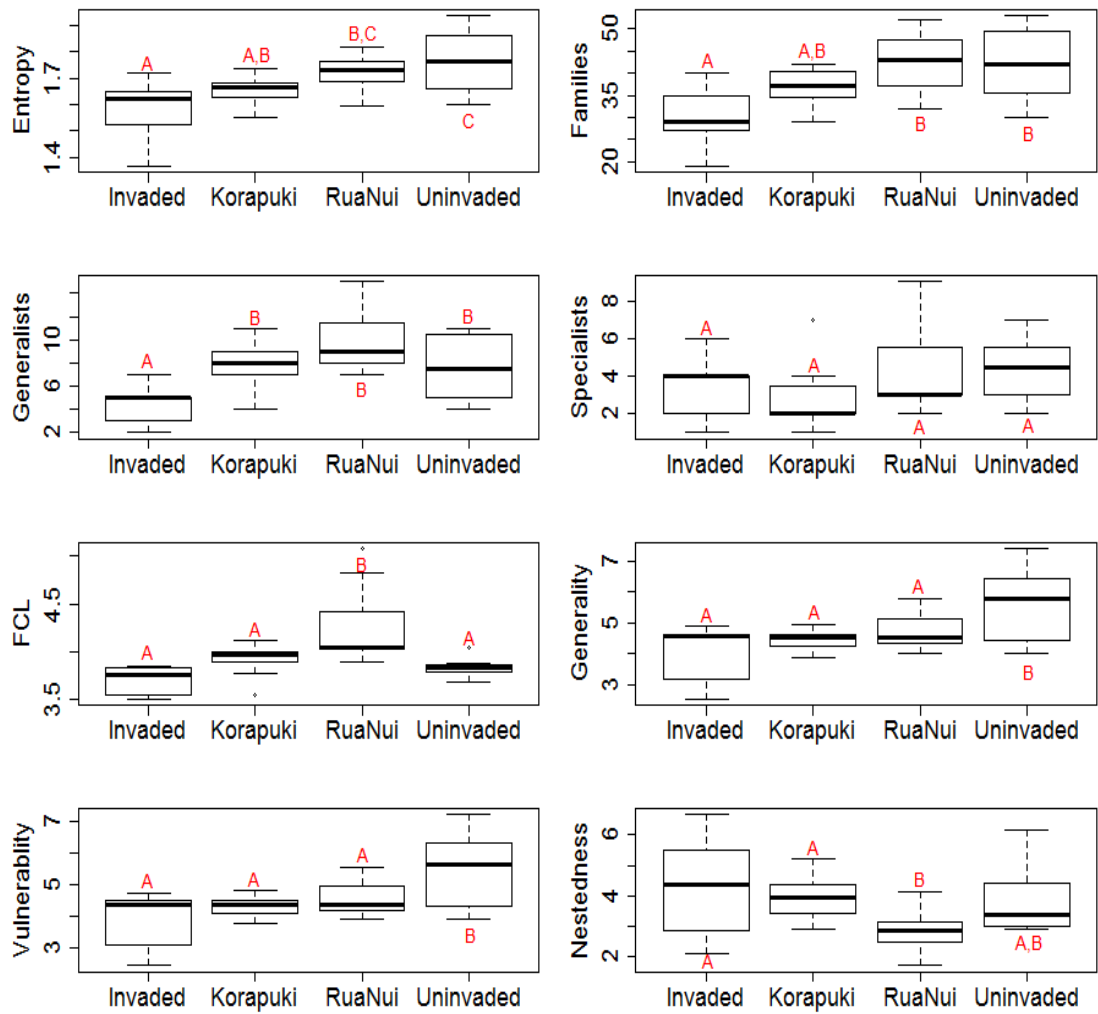 Entropy
1.4 1.7
A A,B B,C C
Invaded Korapuki RuaNui Uninvaded
Families
20 35 50
A A,B B B
Invaded Korapuki RuaNui Uninvaded
Generalists
2 6 10
A B B B
Invaded Korapuki RuaNui Uninvaded
Specialists
2 4 6 8
A A A A
Invaded Korapuki RuaNui Uninvaded
FCL
3.5 4.5
A A B A
Invaded Korapuki RuaNui Uninvaded
Generality
3 5 7
A A A B
Invaded Korapuki RuaNui Uninvaded
Vulnerablity
3 5 7
A A A B
Invaded Korapuki RuaNui Uninvaded
Nestedness
2 4 6
A A B A,B
Invaded Korapuki RuaNui Uninvaded